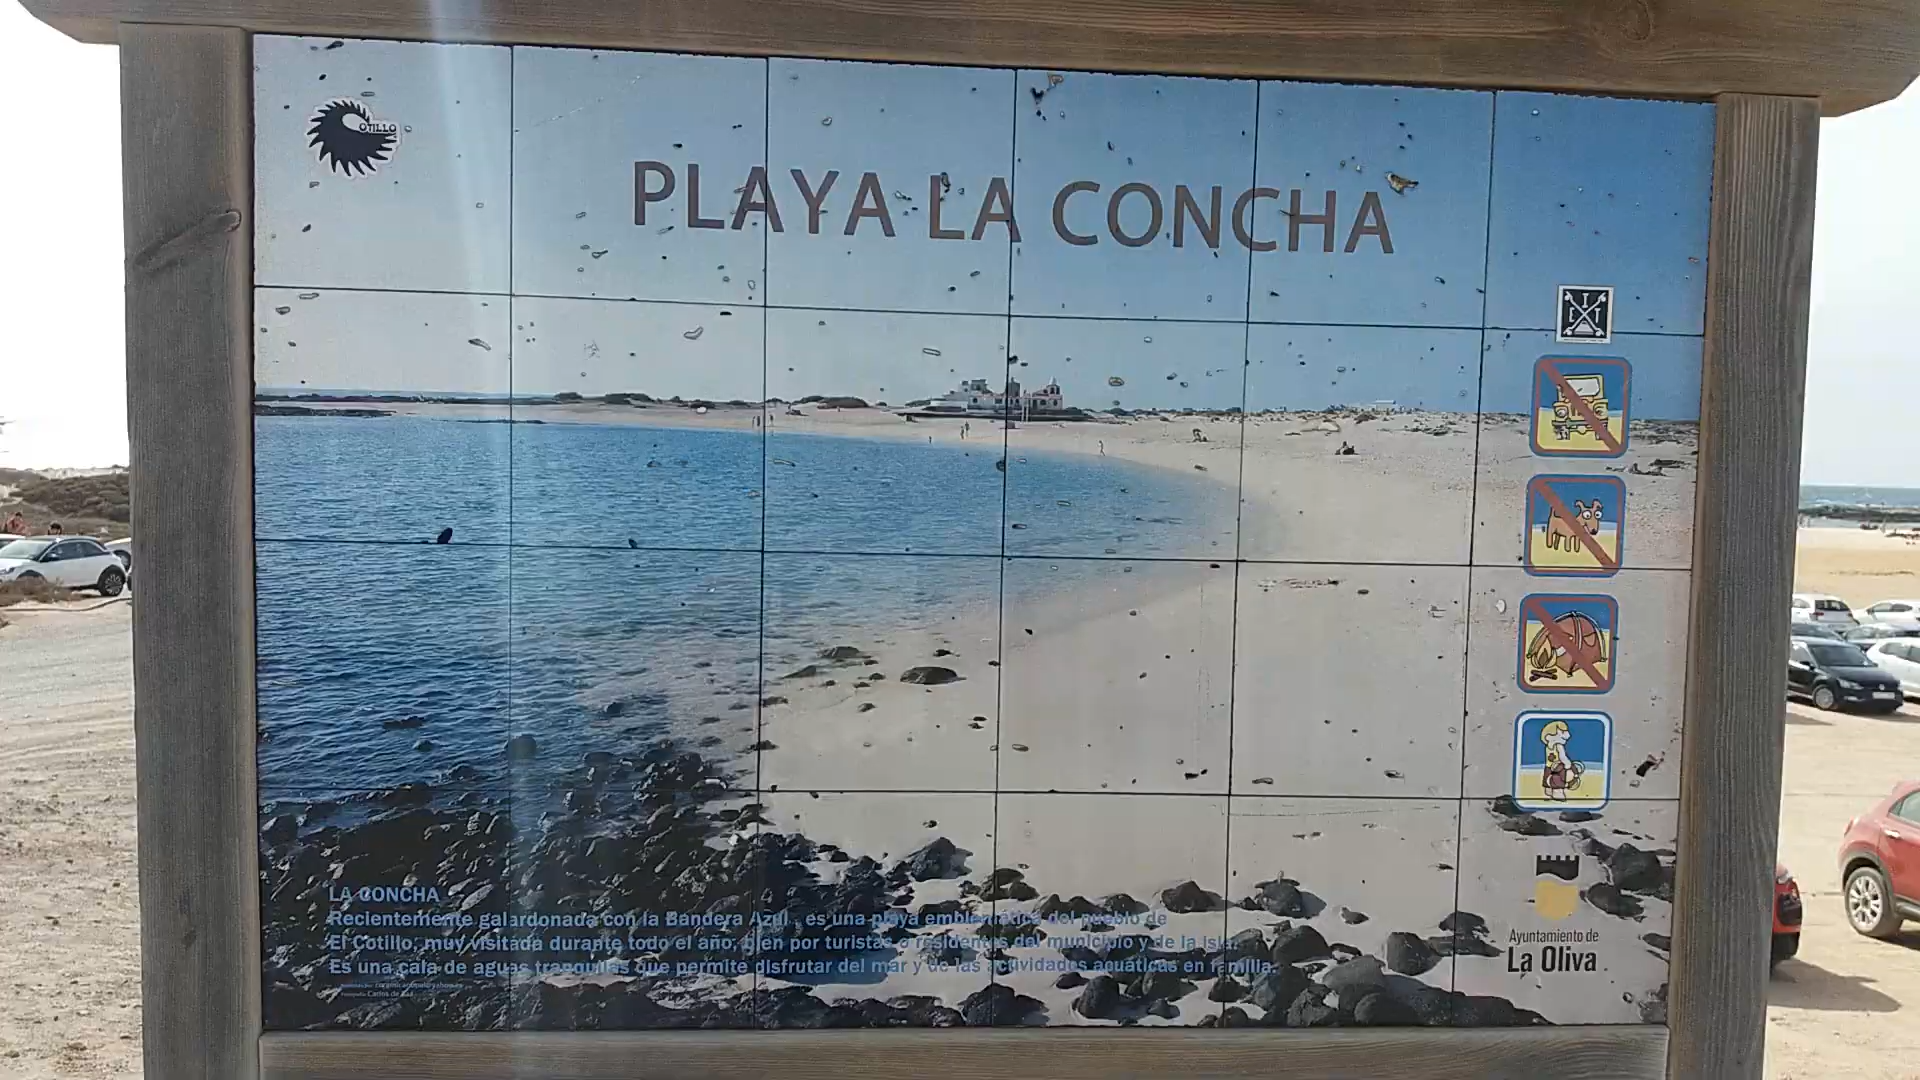 OTILLO
PLAYA LA CONCHA
LA CONCHA
Recientemente galardonada con la Bandera Azul, es una playa emblemática del pueblo de
El Cotillo, muy visitada durante todo el año, bien por turistas o residentes del municipio y de la isla.
Es una cala de aguas tranquilas que permite disfrutar del mar y de las actividades acuáticas en familia.
Ayuntamiento de
La Oliva